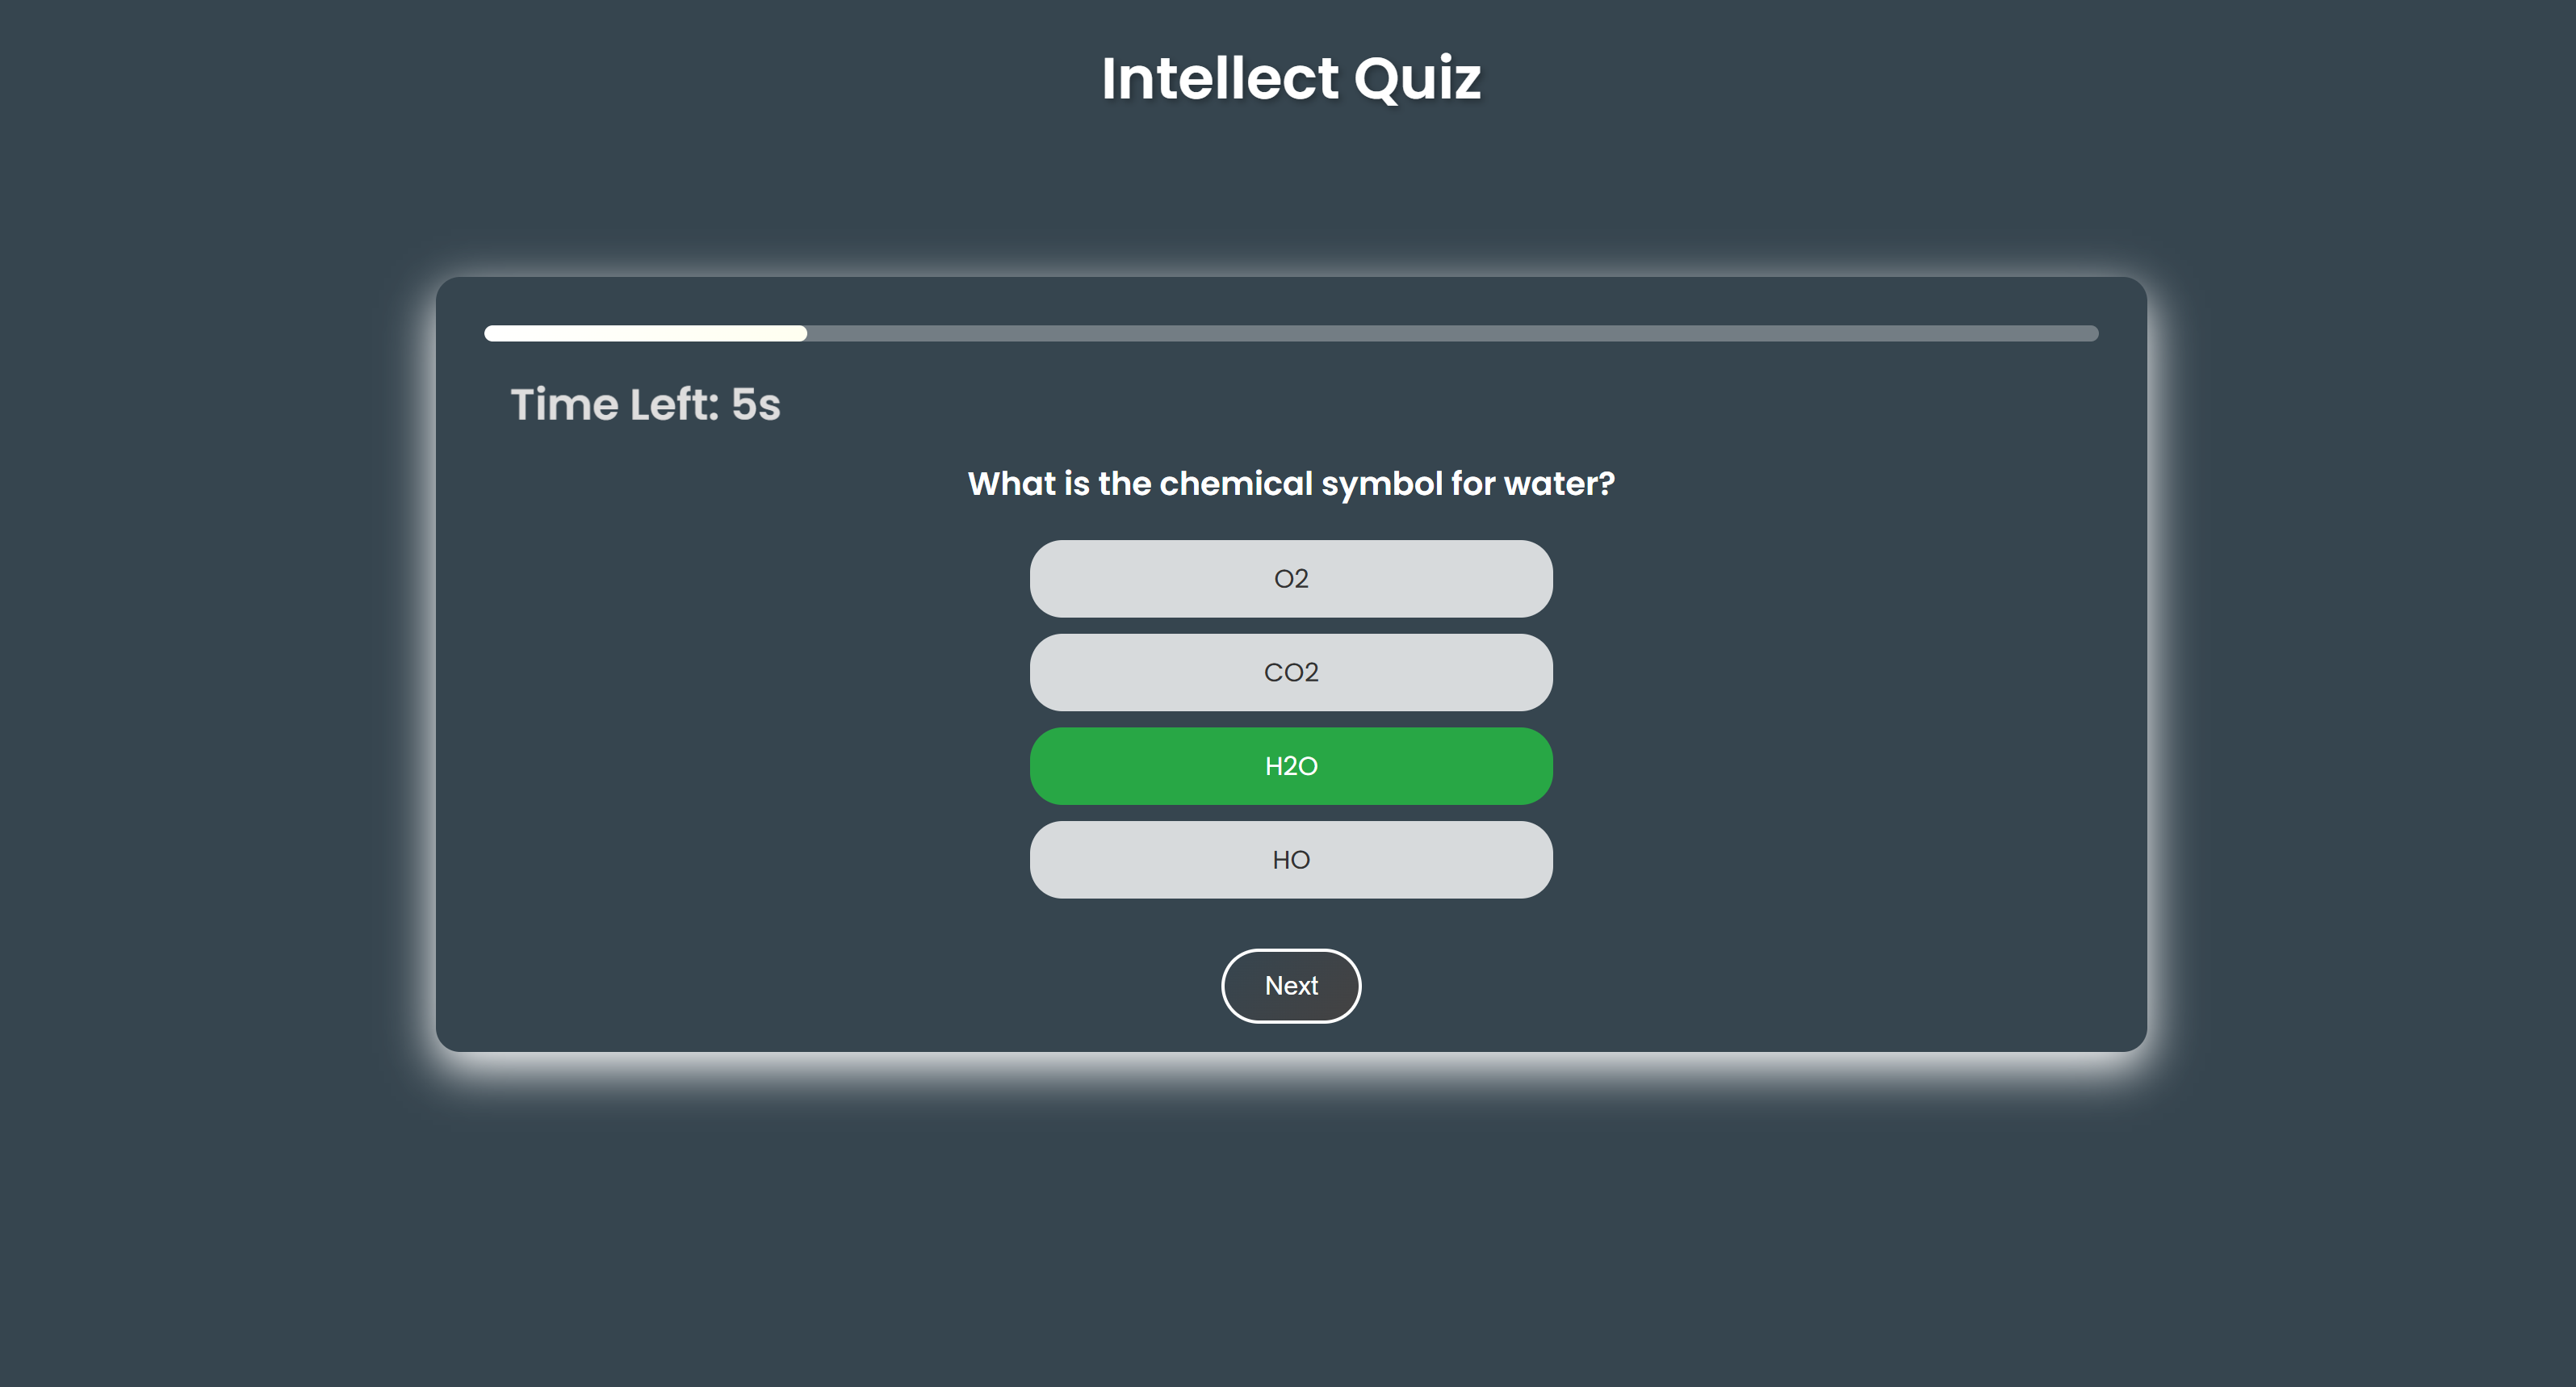 Intellect Quiz
Time Left: 5s
What is the chemical symbol for water?
O2
CO2
H2O
HO
Next